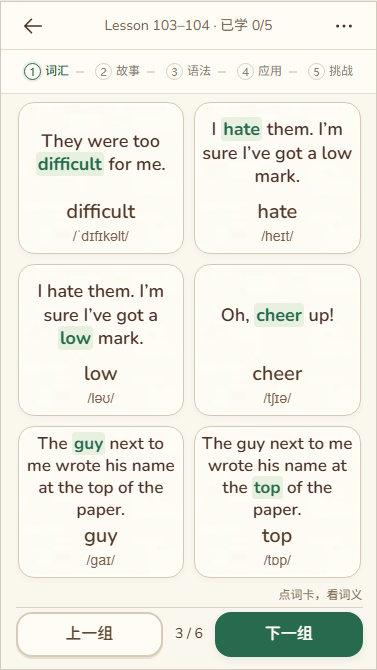 Lesson 103–104 · 已学 0/5
1 词汇 – 2 故事 – 3 语法 – 4 应用 – 5 挑战
They were too
difficult for me.
difficult
/ˈdɪfɪkəlt/
I hate them. I’m
sure I’ve got a low
mark.
hate
/heɪt/
I hate them. I’m
sure I’ve got a
low mark.
low
/ləʊ/
Oh, cheer up!
cheer
/tʃɪə/
The guy next to
me wrote his name
at the top of the
paper.
guy
/ɡaɪ/
The guy next to me
wrote his name at
the top of the
paper.
top
/tɒp/
点词卡，看词义
上一组
3 / 6
下一组